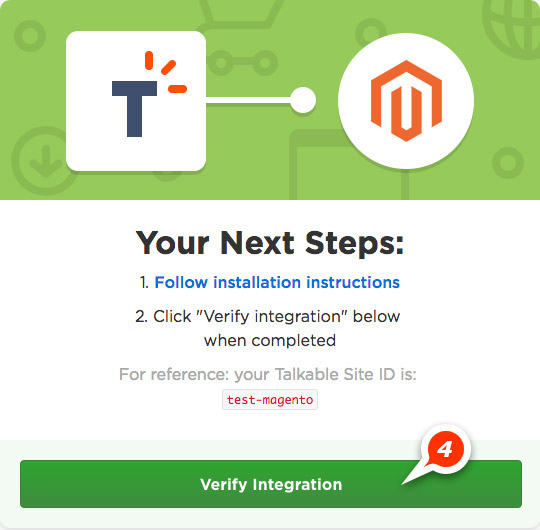 T
Your Next Steps:
1. Follow installation instructions
2. Click "Verify integration" below
when completed
For reference: your Talkable Site ID is:
test-magento
4
Verify Integration